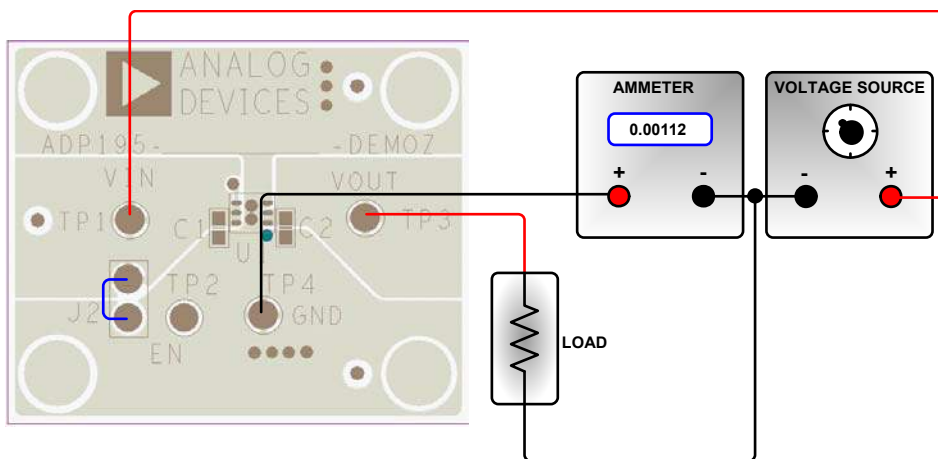 ANALOG
DEVICES
ADP195-
-DEMOZ
VIN
VOUT
TP1
C1
C2
TP3
U1
TP2
TP4
J2
GND
EN
AMMETER
0.00112
+
-
VOLTAGE SOURCE
-
+
LOAD